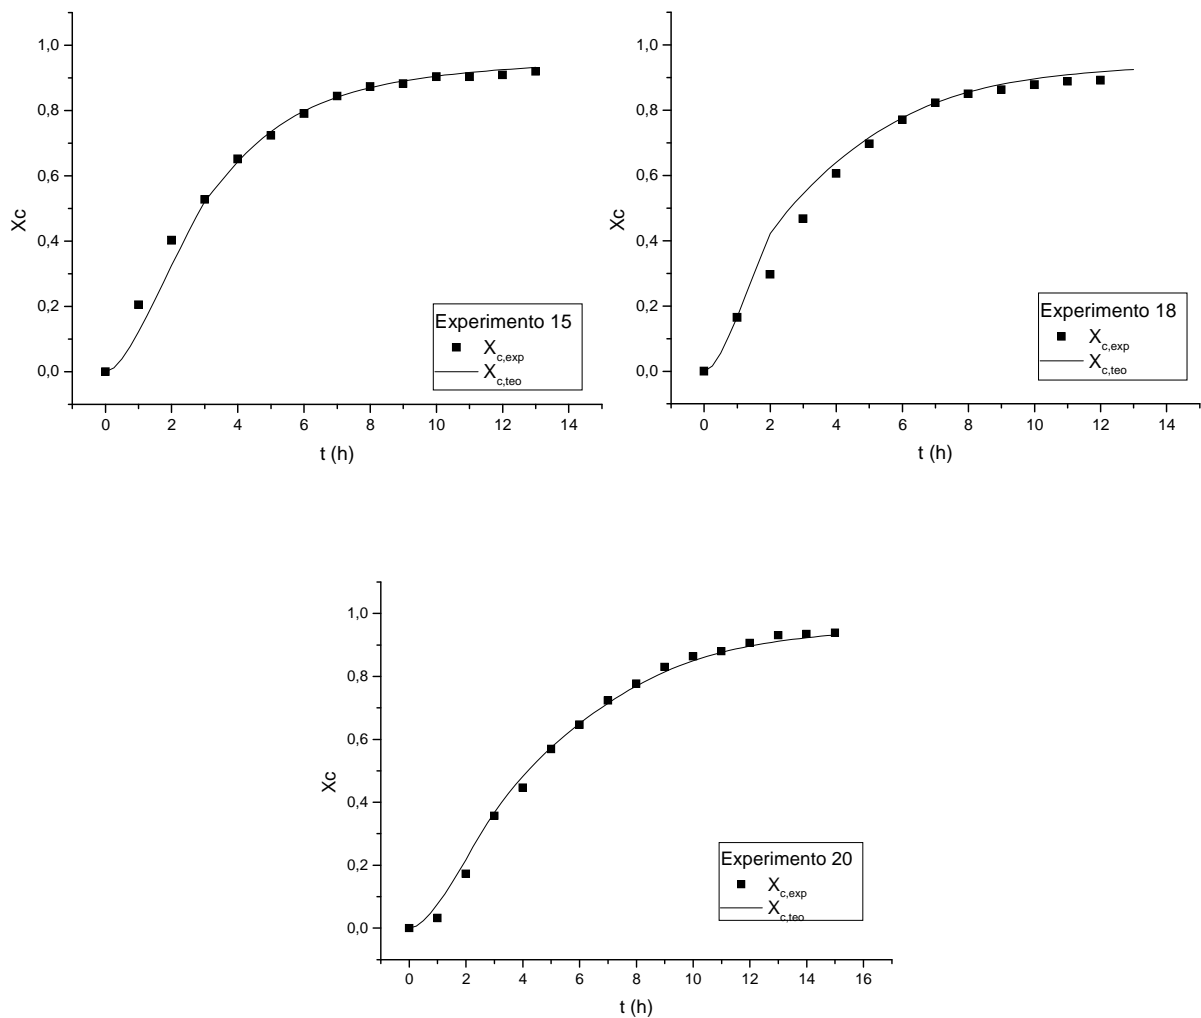 1,0
0,8
0,6
0,4
0,2
0,0
Xc
0 2 4 6 8 10 12 14
t (h)
Experimento 15
X_c,exp
X_c,teo
1,0
0,8
0,6
0,4
0,2
0,0
Xc
0 2 4 6 8 10 12 14
t (h)
Experimento 18
X_c,exp
X_c,teo
1,0
0,8
0,6
0,4
0,2
0,0
Xc
0 2 4 6 8 10 12 14 16
t (h)
Experimento 20
X_c,exp
X_c,teo